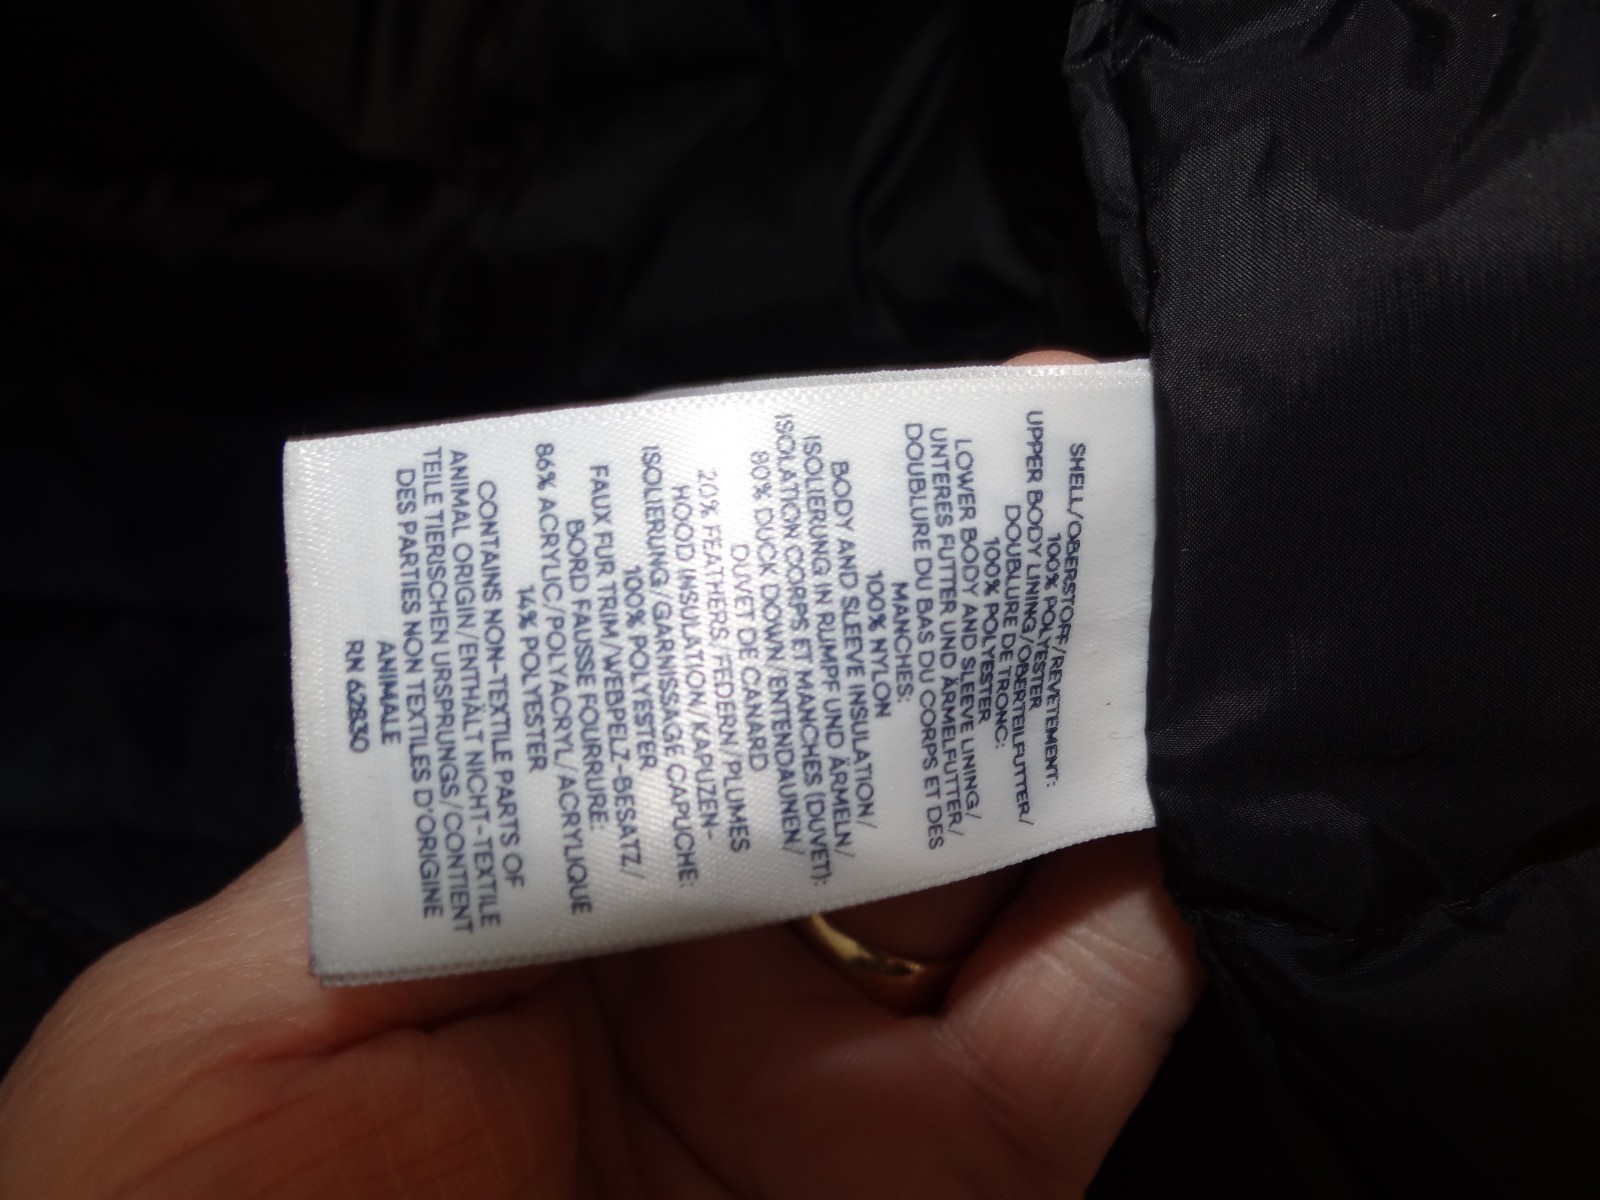 SHELL/OBERSTOFF/REVETEMENT:
100% POLYESTER
UPPER BODY LINING/OBERTEILFUTTER/
DOUBLURE DE TRONC:
100% POLYESTER
LOWER BODY AND SLEEVE LINING/
UNTERES FUTTER UND ÄRMELFUTTER/
DOUBLURE DU BAS DU CORPS ET DES
MANCHES:
100% NYLON
BODY AND SLEEVE INSULATION/
ISOLIERUNG IN RUMPF UND ÄRMELN/
ISOLATION CORPS ET MANCHES (DUVET):
80% DUCK DOWN/ENTENDAUNEN/
DUVET DE CANARD
20% FEATHERS/FEDERN/PLUMES
HOOD INSULATION/KAPUZEN-
ISOLIERUNG/GARNISSAGE CAPUCHE:
100% POLYESTER
FAUX FUR TRIM/WEBPELZ-BESATZ/
BORD FAUSSE FOURRURE:
86% ACRYLIC/POLYACRYL/ACRYLIQUE
14% POLYESTER
CONTAINS NON-TEXTILE PARTS OF
ANIMAL ORIGIN/ENTHÄLT NICHT-TEXTILE
TEILE TIERISCHEN URSPRUNGS/CONTIENT
DES PARTIES NON TEXTILES D'ORIGINE
ANIMALE
RN 62830